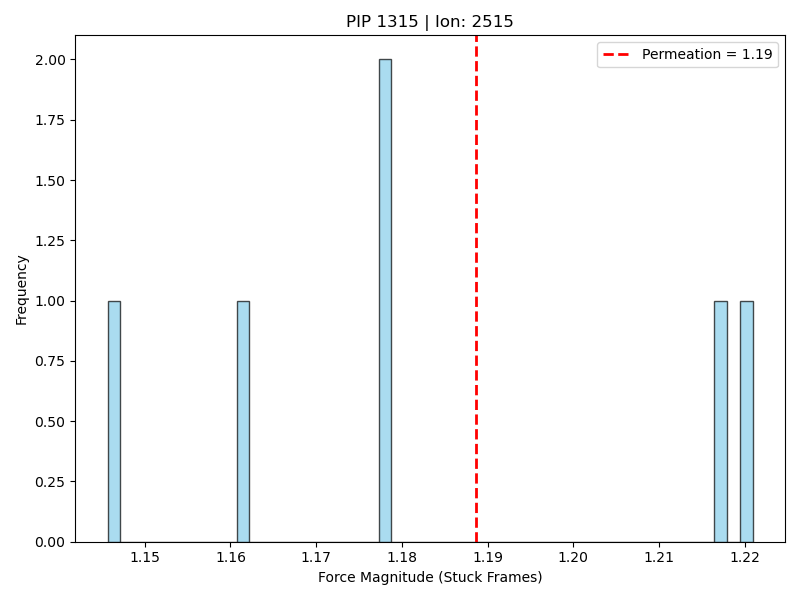 PIP 1315 | Ion: 2515
Permeation = 1.19
2.00
1.75
1.50
1.25
1.00
0.75
0.50
0.25
0.00
Frequency
1.15 1.16 1.17 1.18 1.19 1.20 1.21 1.22
Force Magnitude (Stuck Frames)